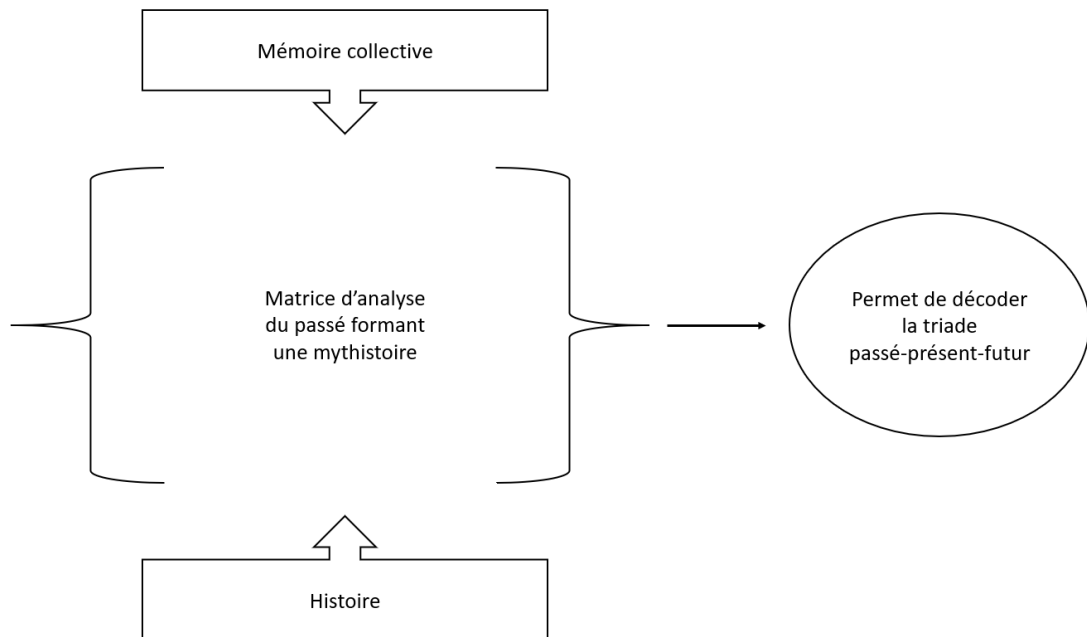 Mémoire collective
Matrice d’analyse
du passé formant
une mythistoire
Permet de décoder
la triade
passé-présent-futur
Histoire